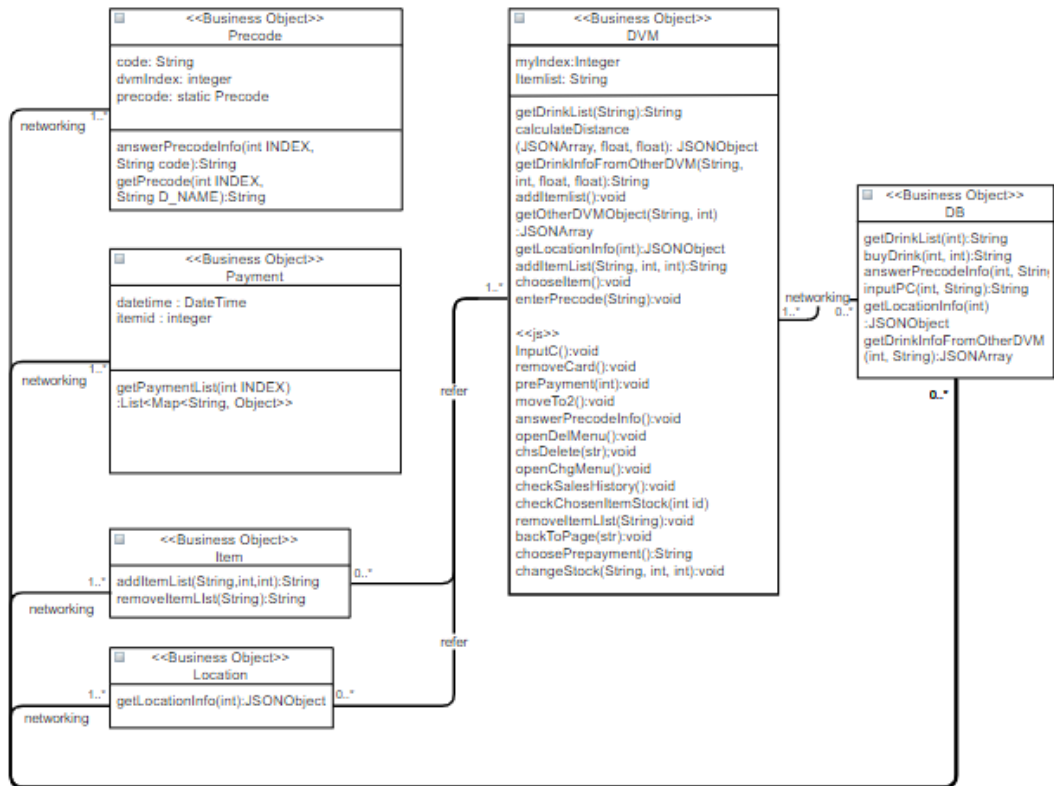 <<Business Object>>
Precode
code: String
dvmIndex: integer
precode: static Precode
answerPrecodeInfo(int INDEX,
String code):String
getPrecode(int INDEX,
String D_NAME):String
1..*
networking
<<Business Object>>
Payment
datetime : DateTime
itemid : integer
getPaymentList(int INDEX)
:List<Map<String, Object>>
1..*
networking
<<Business Object>>
Item
addItemList(String,int,int):String
removeItemLIst(String):String
1..*
networking
0..*
<<Business Object>>
Location
getLocationInfo(int):JSONObject
1..*
networking
0..*
refer
refer
1..*
<<Business Object>>
DVM
myIndex:Integer
Itemlist: String
getDrinkList(String):String
calculateDistance
(JSONArray, float, float): JSONObject
getDrinkInfoFromOtherDVM(String,
int, float, float):String
addItemlist():void
getOtherDVMObject(String, int)
:JSONArray
getLocationInfo(int):JSONObject
addItemList(String, int, int):String
chooseItem():void
enterPrecode(String):void
<<js>>
InputC():void
removeCard():void
prePayment(int):void
moveTo2():void
answerPrecodeInfo():void
openDelMenu():void
chsDelete(str);void
openChgMenu():void
checkSalesHistory():void
checkChosenItemStock(int id)
removeItemLIst(String):void
backToPage(str):void
choosePrepayment():String
changeStock(String, int, int):void
networking
1..*
0..*
<<Business Object>>
DB
getDrinkList(int):String
buyDrink(int, int):String
answerPrecodeInfo(int, String
inputPC(int, String):String
getLocationInfo(int)
:JSONObject
getDrinkInfoFromOtherDVM
(int, String):JSONArray
0..*